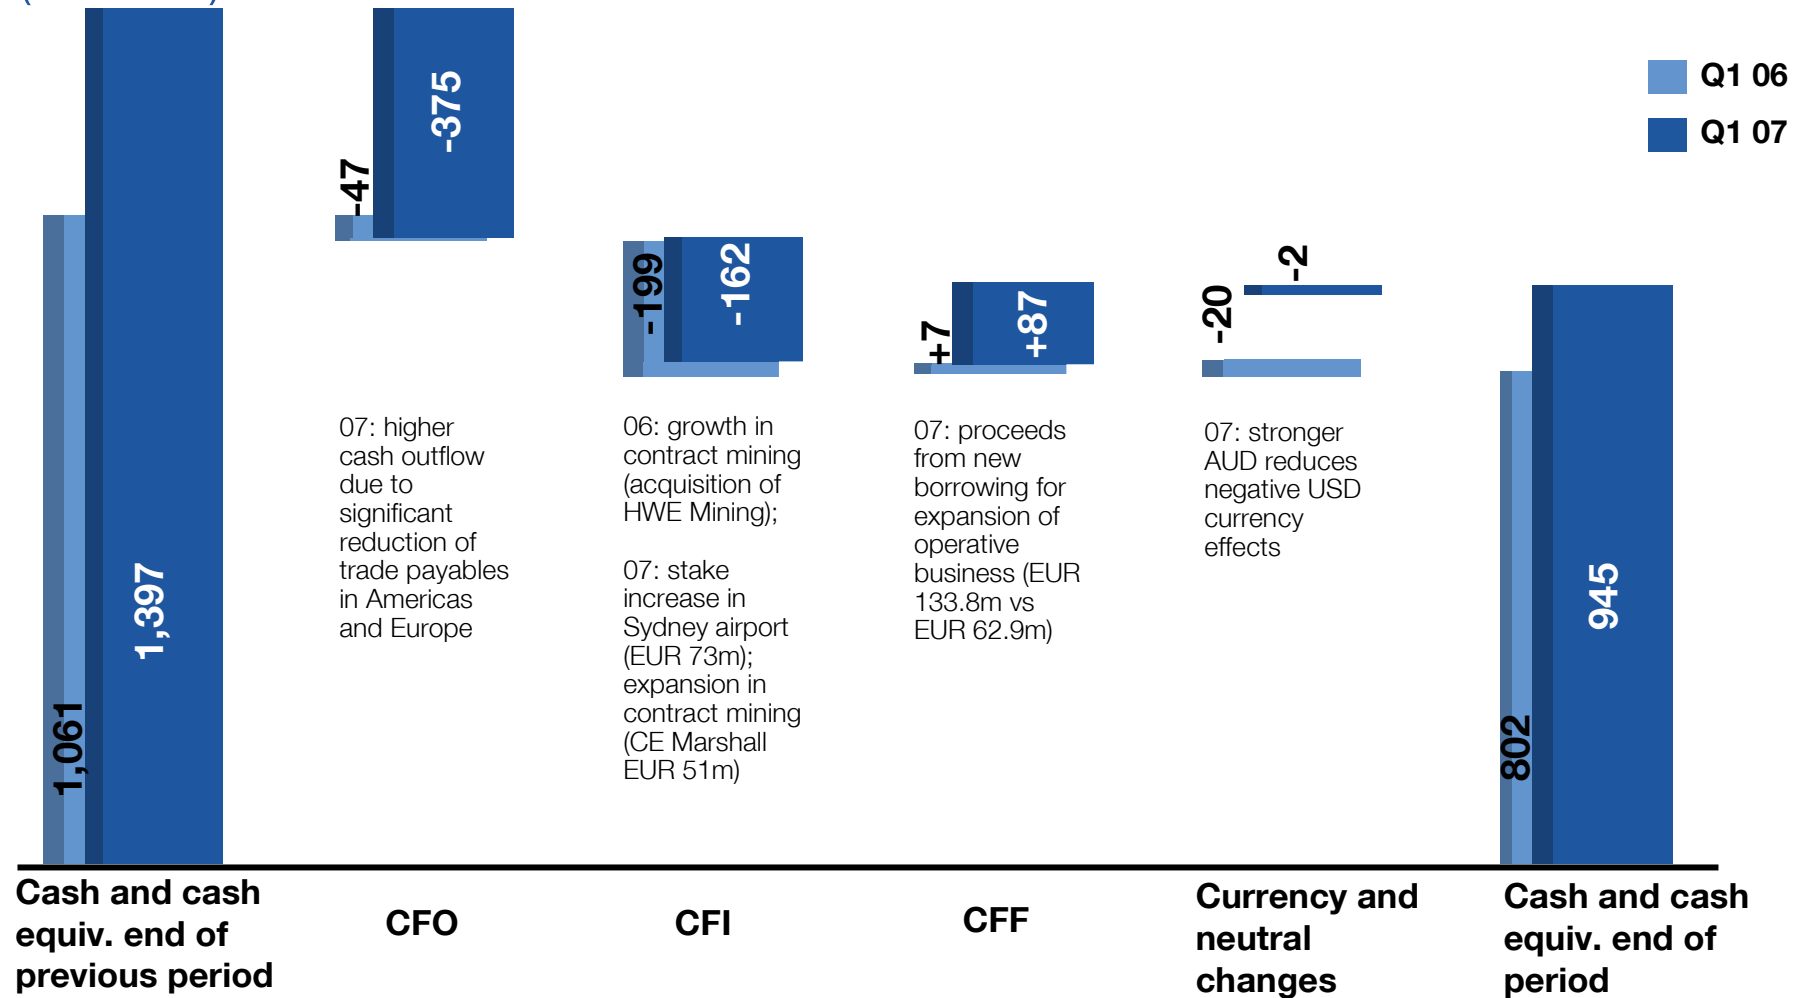 Q1 06
Q1 07
-47
-375
-199
-162
+7
+87
-20
-2
1,061
1,397
802
945
07: higher
cash outflow
due to
significant
reduction of
trade payables
in Americas
and Europe
06: growth in
contract mining
(acquisition of
HWE Mining);
07: stake
increase in
Sydney airport
(EUR 73m);
expansion in
contract mining
(CE Marshall
EUR 51m)
07: proceeds
from new
borrowing for
expansion of
operative
business (EUR
133.8m vs
EUR 62.9m)
07: stronger
AUD reduces
negative USD
currency
effects
Cash and cash
equiv. end of
previous period
CFO
CFI
CFF
Currency and
neutral
changes
Cash and cash
equiv. end of
period